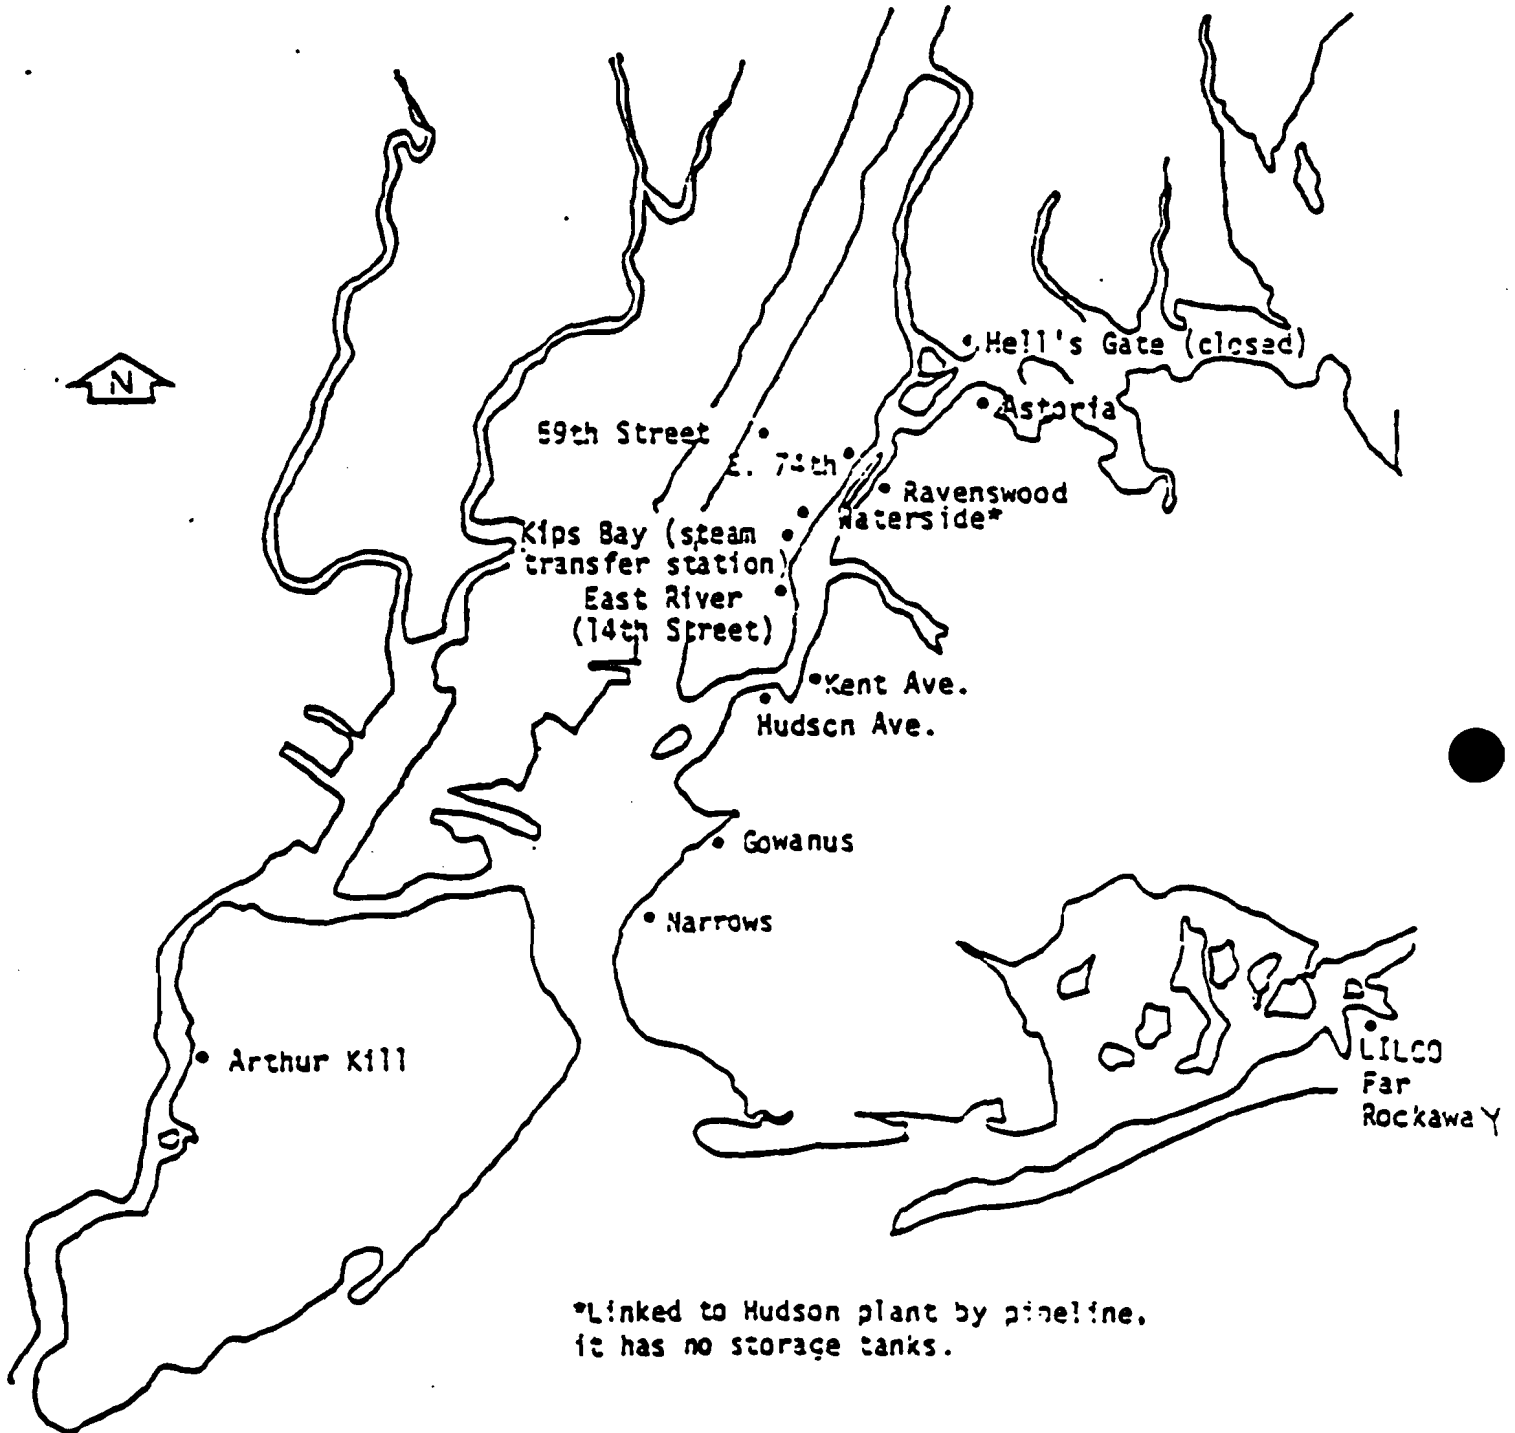 Hell's Gate (closed)
N
Astoria
59th Street
E. 74th
Ravenswood
Waterside*
Kips Bay (steam
transfer station)
East River
(14th Street)
Kent Ave.
Hudson Ave.
Gowanus
Narrows
Arthur Kill
LILCO
Far
Rockaway
*Linked to Hudson plant by pipeline,
it has no storage tanks.